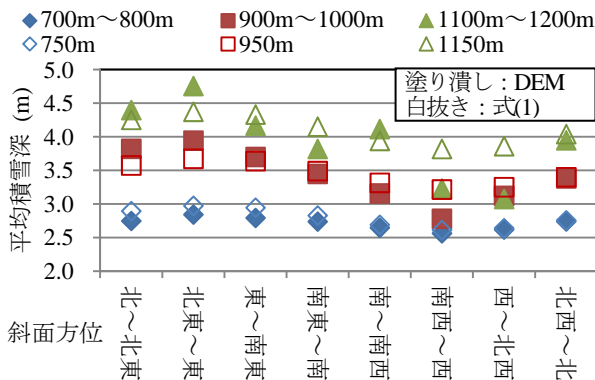 700m～800m 900m～1000m 1100m～1200m
750m 950m 1150m
塗り潰し：DEM
白抜き：式(1)
平均積雪深 (m)
5.0
4.5
4.0
3.5
3.0
2.5
2.0
斜面方位
北～北東
北東～東
東～南東
南東～南
南～南西
南西～西
西～北西
北西～北